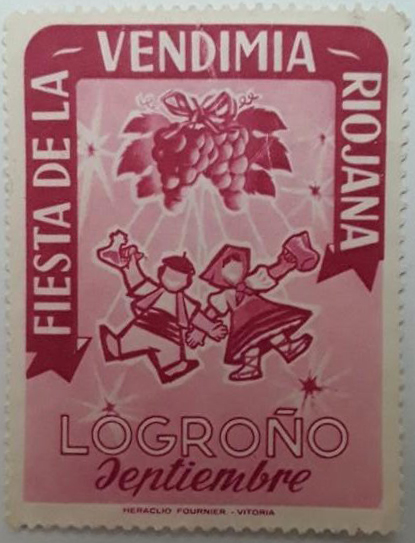 FIESTA DE LA
VENDIMIA
RIOJANA
LOGROÑO
Septiembre
HERACLIO FOURNIER. - VITORIA